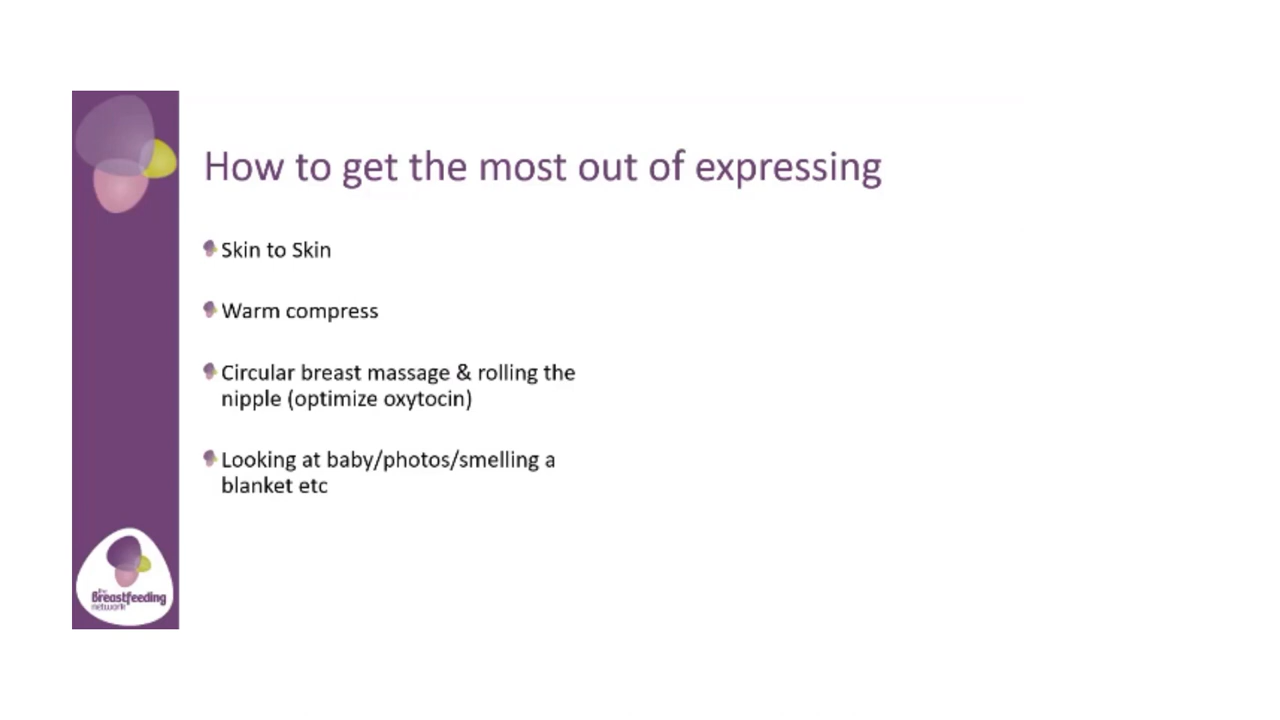 How to get the most out of expressing
Skin to Skin
Warm compress
Circular breast massage & rolling the
nipple (optimize oxytocin)
Looking at baby/photos/smelling a
blanket etc
the
Breastfeeding
network